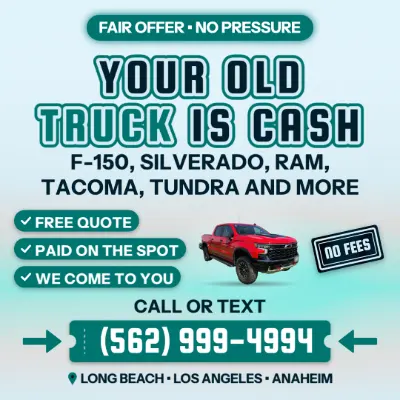 FAIR OFFER • NO PRESSURE
YOUR OLD
TRUCK IS CASH
F-150, SILVERADO, RAM,
TACOMA, TUNDRA AND MORE
FREE QUOTE
PAID ON THE SPOT
WE COME TO YOU
NO FEES
CALL OR TEXT
(562) 999-4994
LONG BEACH • LOS ANGELES • ANAHEIM